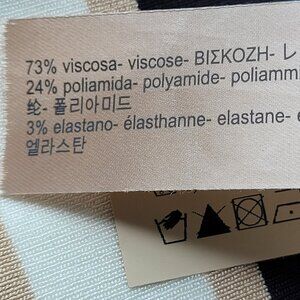 73% viscosa- viscose- ΒΙΣΚΟΖΗ-
24% poliamida- polyamide- poliamm
纶- 폴리아미드
3% elastano- élasthanne- elastane-
엘라스탄